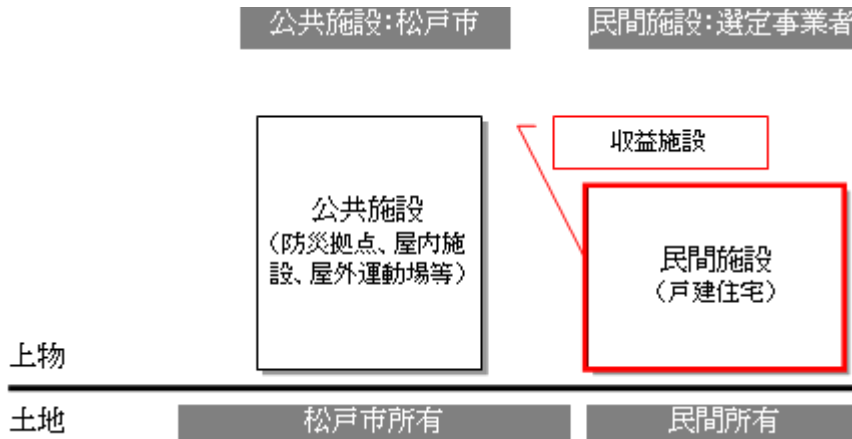 公共施設：松戸市
民間施設：選定事業者
収益施設
公共施設
（防災拠点、屋内施
設、屋外運動場等）
民間施設
（戸建住宅）
上物
土地
松戸市所有
民間所有